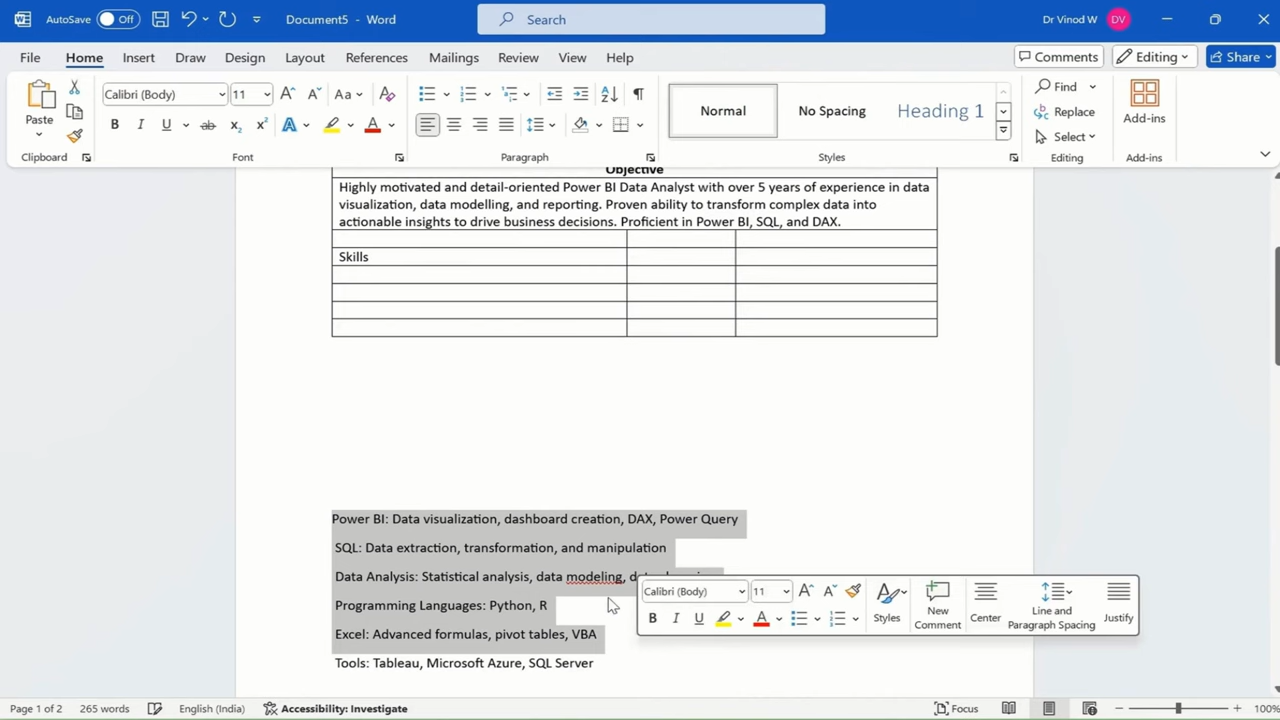 AutoSave Off Document5 - Word Search Dr Vinod W DV
File Home Insert Draw Design Layout References Mailings Review View Help Comments Editing Share
Paste Calibri (Body) 11 Normal No Spacing Heading 1 Find Replace Select Add-ins
Clipboard Font Paragraph Styles Editing Add-ins
Objective
Highly motivated and detail-oriented Power BI Data Analyst with over 5 years of experience in data
visualization, data modelling, and reporting. Proven ability to transform complex data into
actionable insights to drive business decisions. Proficient in Power BI, SQL, and DAX.
Skills
Power BI: Data visualization, dashboard creation, DAX, Power Query
SQL: Data extraction, transformation, and manipulation
Data Analysis: Statistical analysis, data modeling,
Programming Languages: Python, R
Excel: Advanced formulas, pivot tables, VBA
Tools: Tableau, Microsoft Azure, SQL Server
Calibri (Body) 11
B I U Styles New Comment Center Line and Paragraph Spacing Justify
Page 1 of 2 265 words English (India) Accessibility: Investigate Focus 100%